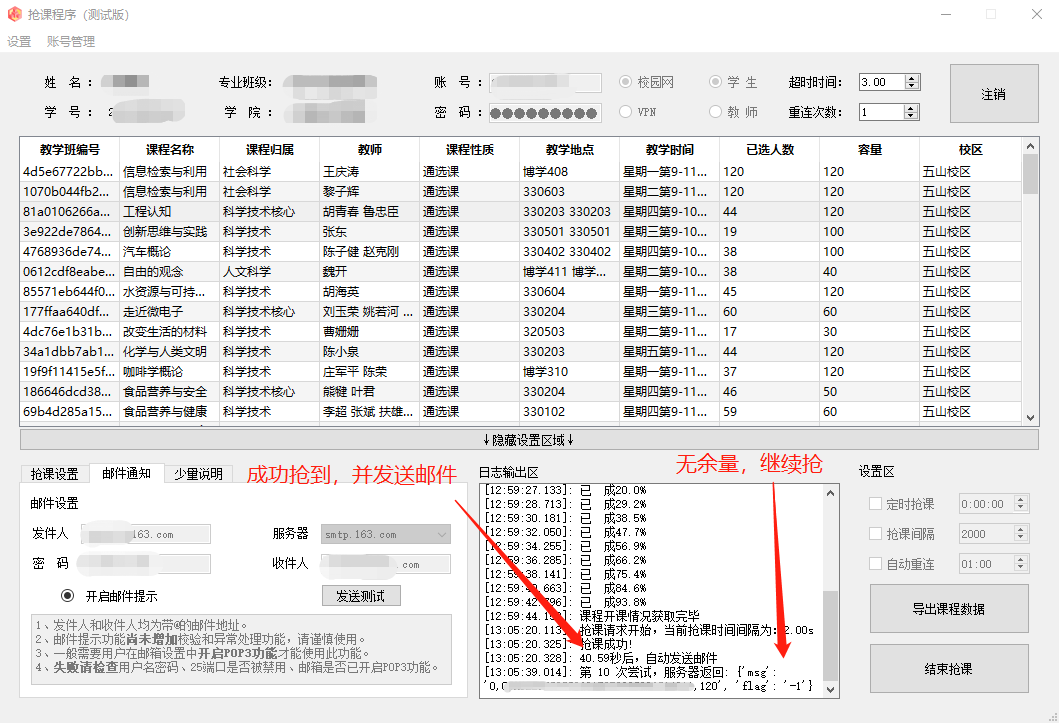 抢课程序 (测试版)
设置 账号管理
姓 名： 专业班级： 账 号： 校园网 学 生 超时时间： 3.00 注销
学 号： 2 学 院： 密 码： ●●●●●●●●● VPN 教 师 重连次数： 1
教学班编号 课程名称 课程归属 教师 课程性质 教学地点 教学时间 已选人数 容量 校区
4d5e67722bb... 信息检索与利用 社会科学 王庆涛 通选课 博学408 星期一第9-11... 120 120 五山校区
1070b044fb2... 信息检索与利用 社会科学 黎子辉 通选课 330603 星期二第9-11... 120 120 五山校区
81a0106266a... 工程认知 科学技术核心 胡青春 鲁忠臣 通选课 330203 330203 星期四第9-10... 44 120 五山校区
3e922de7864... 创新思维与实践 科学技术 张东 通选课 330501 330501 星期三第9-10... 19 100 五山校区
4768936de74... 汽车概论 科学技术 陈子健 赵克刚 通选课 330402 330402 星期四第9-10... 38 100 五山校区
0612cdf8eabe... 自由的观念 人文科学 魏开 通选课 博学411 博学... 星期二第9-10... 38 40 五山校区
85571eb644f0... 水资源与可持... 科学技术 胡海英 通选课 330604 星期一第9-11... 45 120 五山校区
177ffaa640df... 走近微电子 科学技术核心 刘玉荣 姚若河 ... 通选课 330204 星期三第9-11... 60 60 五山校区
4dc76e1b31b... 改变生活的材料 科学技术 曹姗姗 通选课 320503 星期二第9-11... 17 30 五山校区
34a1dbb7ab1... 化学与人类文明 科学技术 陈小泉 通选课 330203 星期五第9-11... 44 120 五山校区
19f9f11415e5f... 咖啡学概论 科学技术 庄军平 陈荣 通选课 博学310 星期一第9-11... 37 120 五山校区
186646dcd38... 食品营养与安全 科学技术核心 熊犍 叶君 通选课 330204 星期四第9-11... 46 50 五山校区
69b4d285a15... 食品营养与健康 科学技术 李超 张斌 扶雄... 通选课 330102 星期四第9-11... 59 60 五山校区
↓隐藏设置区域↓
抢课设置 邮件通知 少量说明
成功抢到，并发送邮件
无余量，继续抢
邮件设置
发件人 163.com 服务器 smtp.163.com
密 码 收件人 .com
开启邮件提示 发送测试
1、发件人和收件人均为带@的邮件地址。
2、邮件提示功能尚未增加校验和异常处理功能，请谨慎使用。
3、一般需要用户在邮箱设置中开启POP3功能才能使用此功能。
4、失败请检查用户名密码、25端口是否被禁用、邮箱是否已开启POP3功能。
日志输出区
[12:59:27.133]: 已 成20.0%
[12:59:28.713]: 已 成29.2%
[12:59:30.181]: 已 成38.5%
[12:59:32.050]: 已 成47.7%
[12:59:34.255]: 已 成56.9%
[12:59:36.285]: 已 成66.2%
[12:59:38.141]: 已 成75.4%
[12:59:40.663]: 已 成84.6%
[12:59:42.796]: 已 成93.8%
[12:59:44.1 课程开课情况获取完毕
[13:05:20.113 抢课请求开始，当前抢课时间间隔为：2.00s
[13:05:20.325]: 抢课成功!
[13:05:20.328]: 40.59秒后，自动发送邮件
[13:05:39.014]: 第 10 次尝试，服务器返回: {'msg':
'0,0 ,120', 'flag': '-1'}
设置区
定时抢课 0:00:00
抢课间隔 2000
自动重连 01:00
导出课程数据
结束抢课